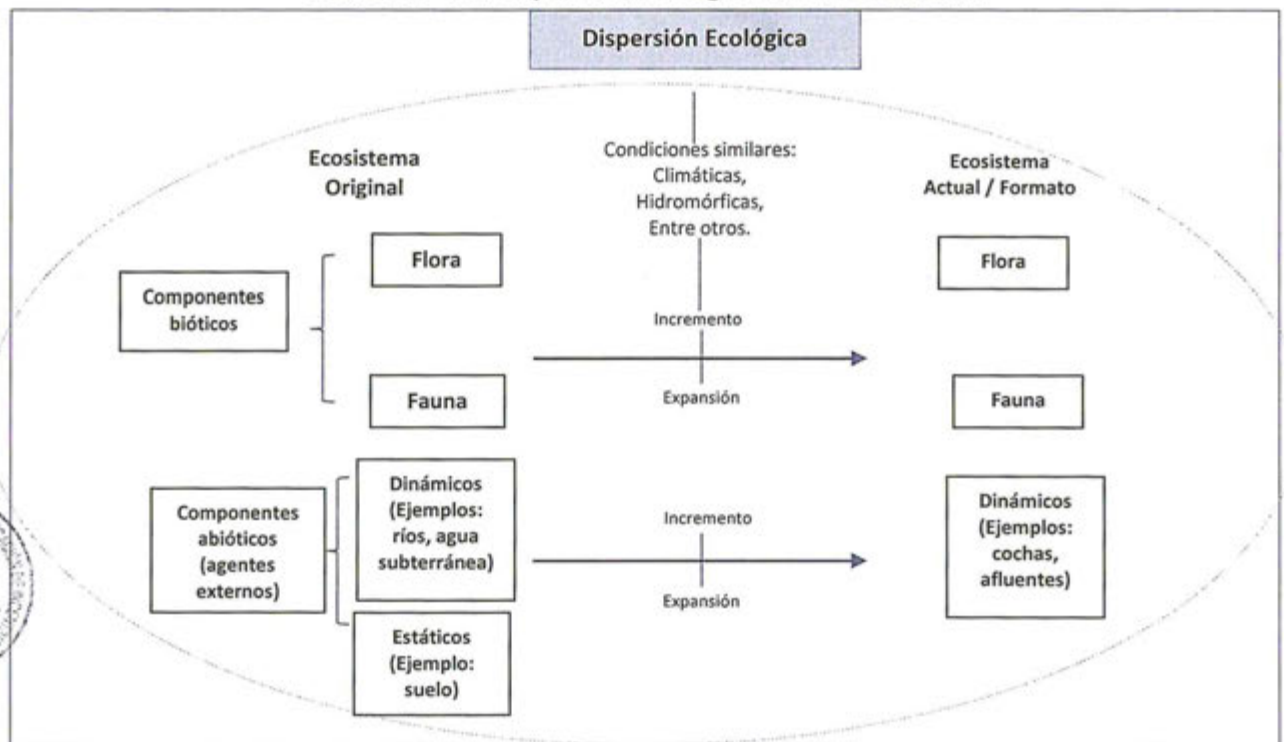 Dispersión Ecológica
Ecosistema
Original
Condiciones similares:
Climáticas,
Hidromórficas,
Entre otros.
Ecosistema
Actual / Formato
Componentes
bióticos
Flora
Fauna
Incremento
Expansión
Flora
Fauna
Componentes
abióticos
(agentes
externos)
Dinámicos
(Ejemplos:
ríos, agua
subterránea)
Estáticos
(Ejemplo:
suelo)
Incremento
Expansión
Dinámicos
(Ejemplos:
cochas,
afluentes)